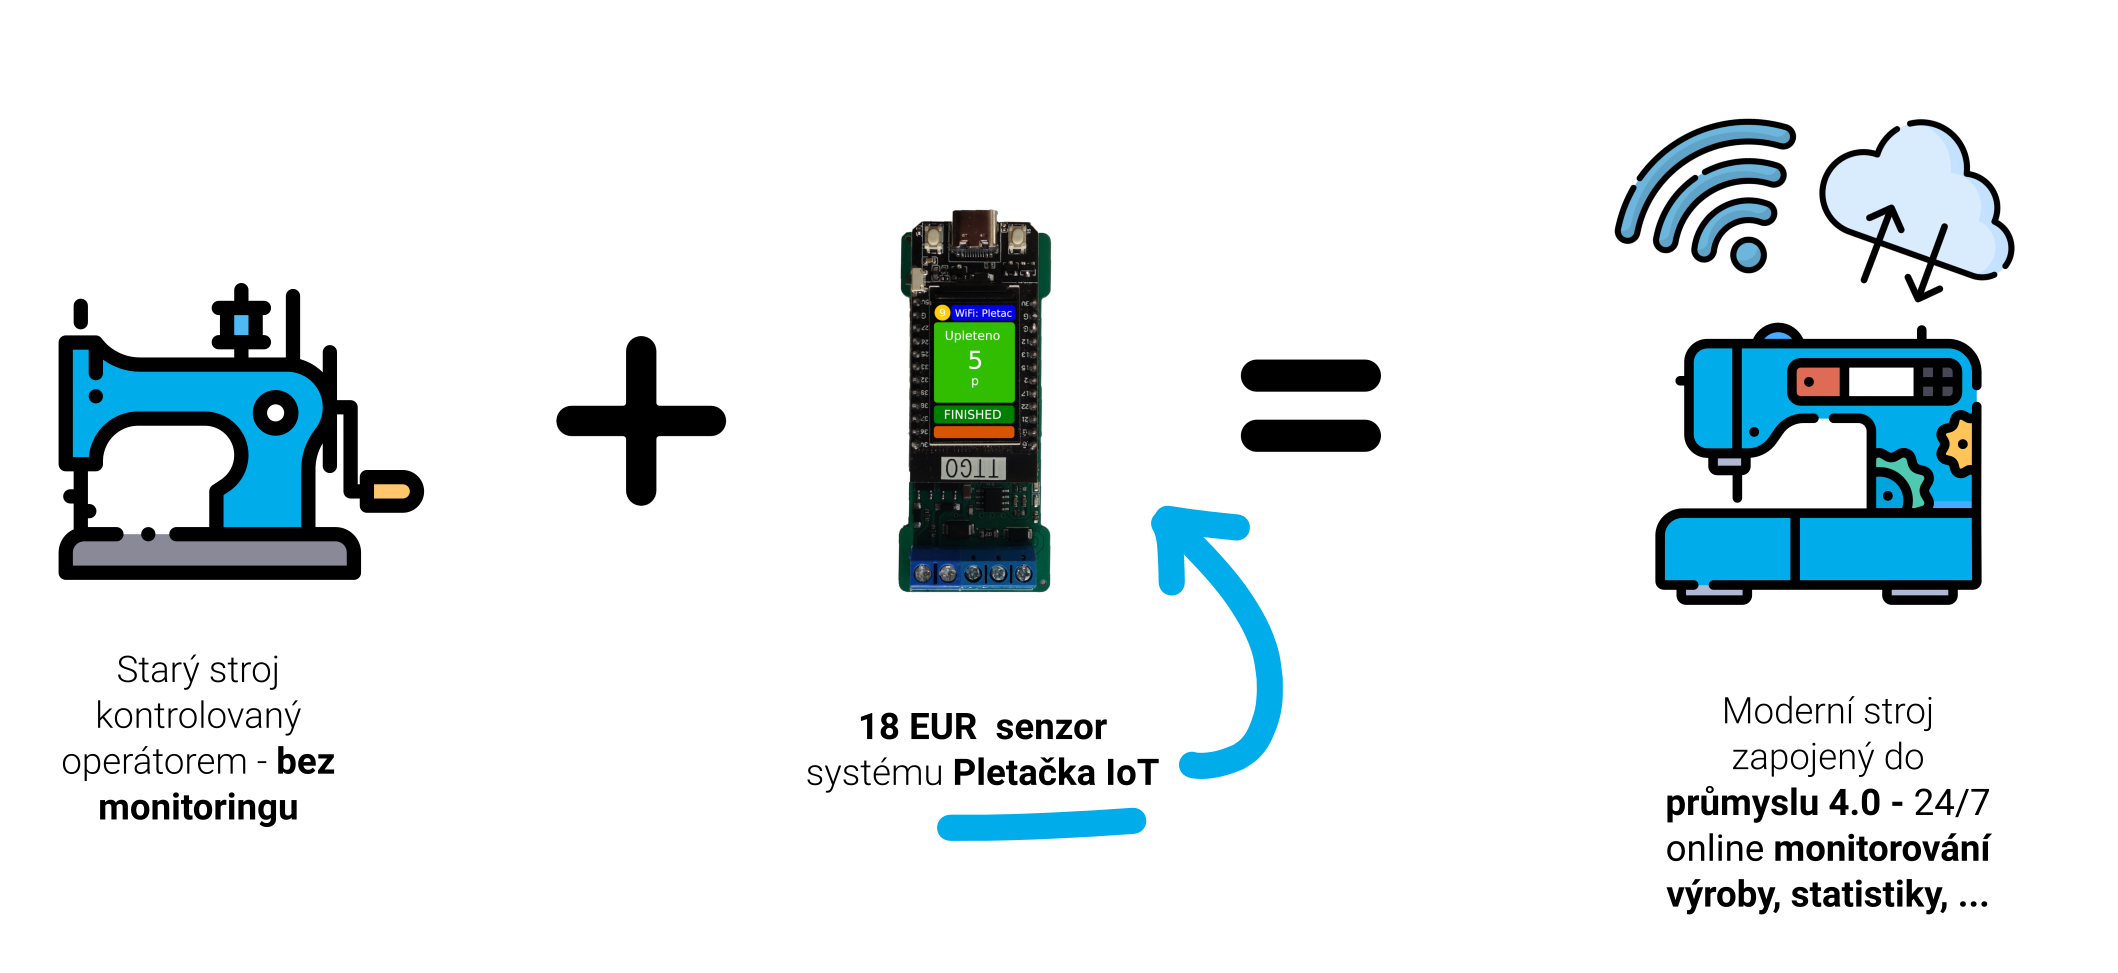 Starý stroj
kontrolovaný
operátorem - bez
monitoringu
9 WiFi: Pletac
Upleteno
5
p
FINISHED
TTGO
18 EUR senzor
systému Pletačka IoT
Moderní stroj
zapojený do
průmyslu 4.0 - 24/7
online monitorování
výroby, statistiky, ...